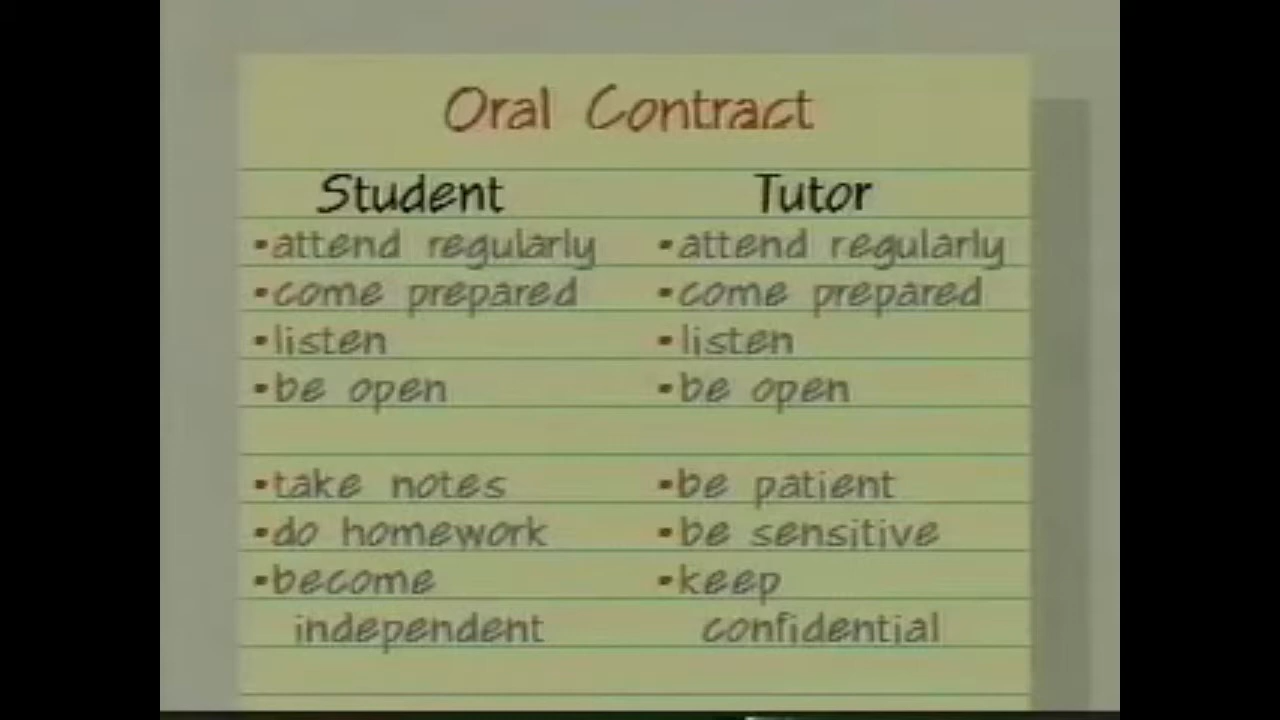 Oral Contract
Student Tutor
•attend regularly •attend regularly
•come prepared •come prepared
•listen •listen
•be open •be open
•take notes •be patient
•do homework •be sensitive
•become •keep
independent confidential